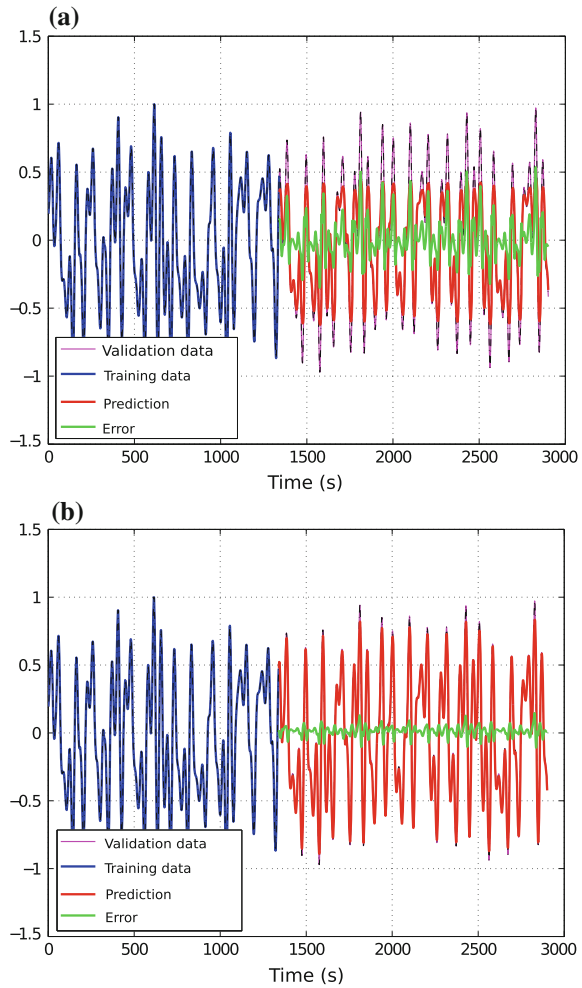 (a)
1.5
1
0.5
0
−0.5
−1
−1.5
Validation data
Training data
Prediction
Error
0 500 1000 1500 2000 2500 3000
Time (s)
(b)
1.5
1
0.5
0
−0.5
−1
−1.5
Validation data
Training data
Prediction
Error
0 500 1000 1500 2000 2500 3000
Time (s)